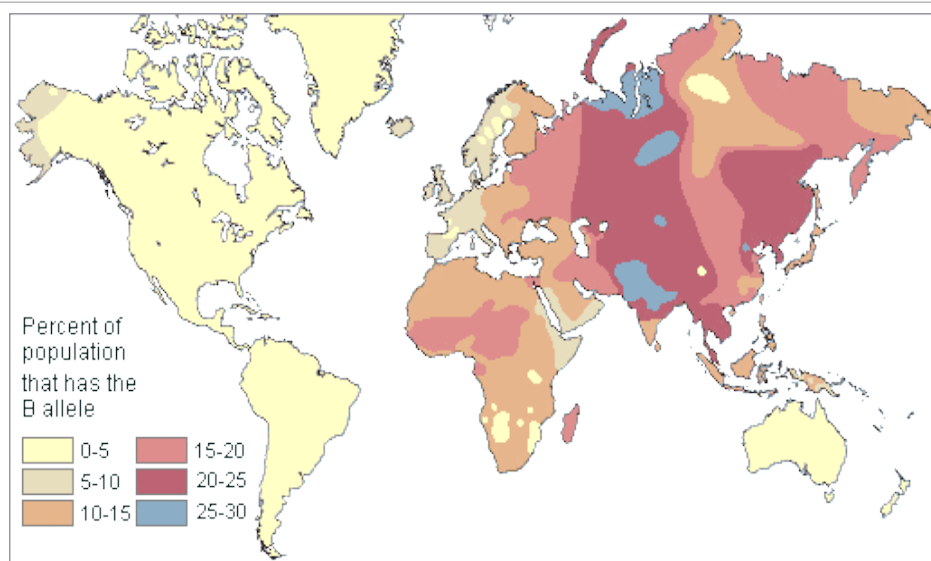 Percent of
population
that has the
B allele
0-5
15-20
5-10
20-25
10-15
25-30